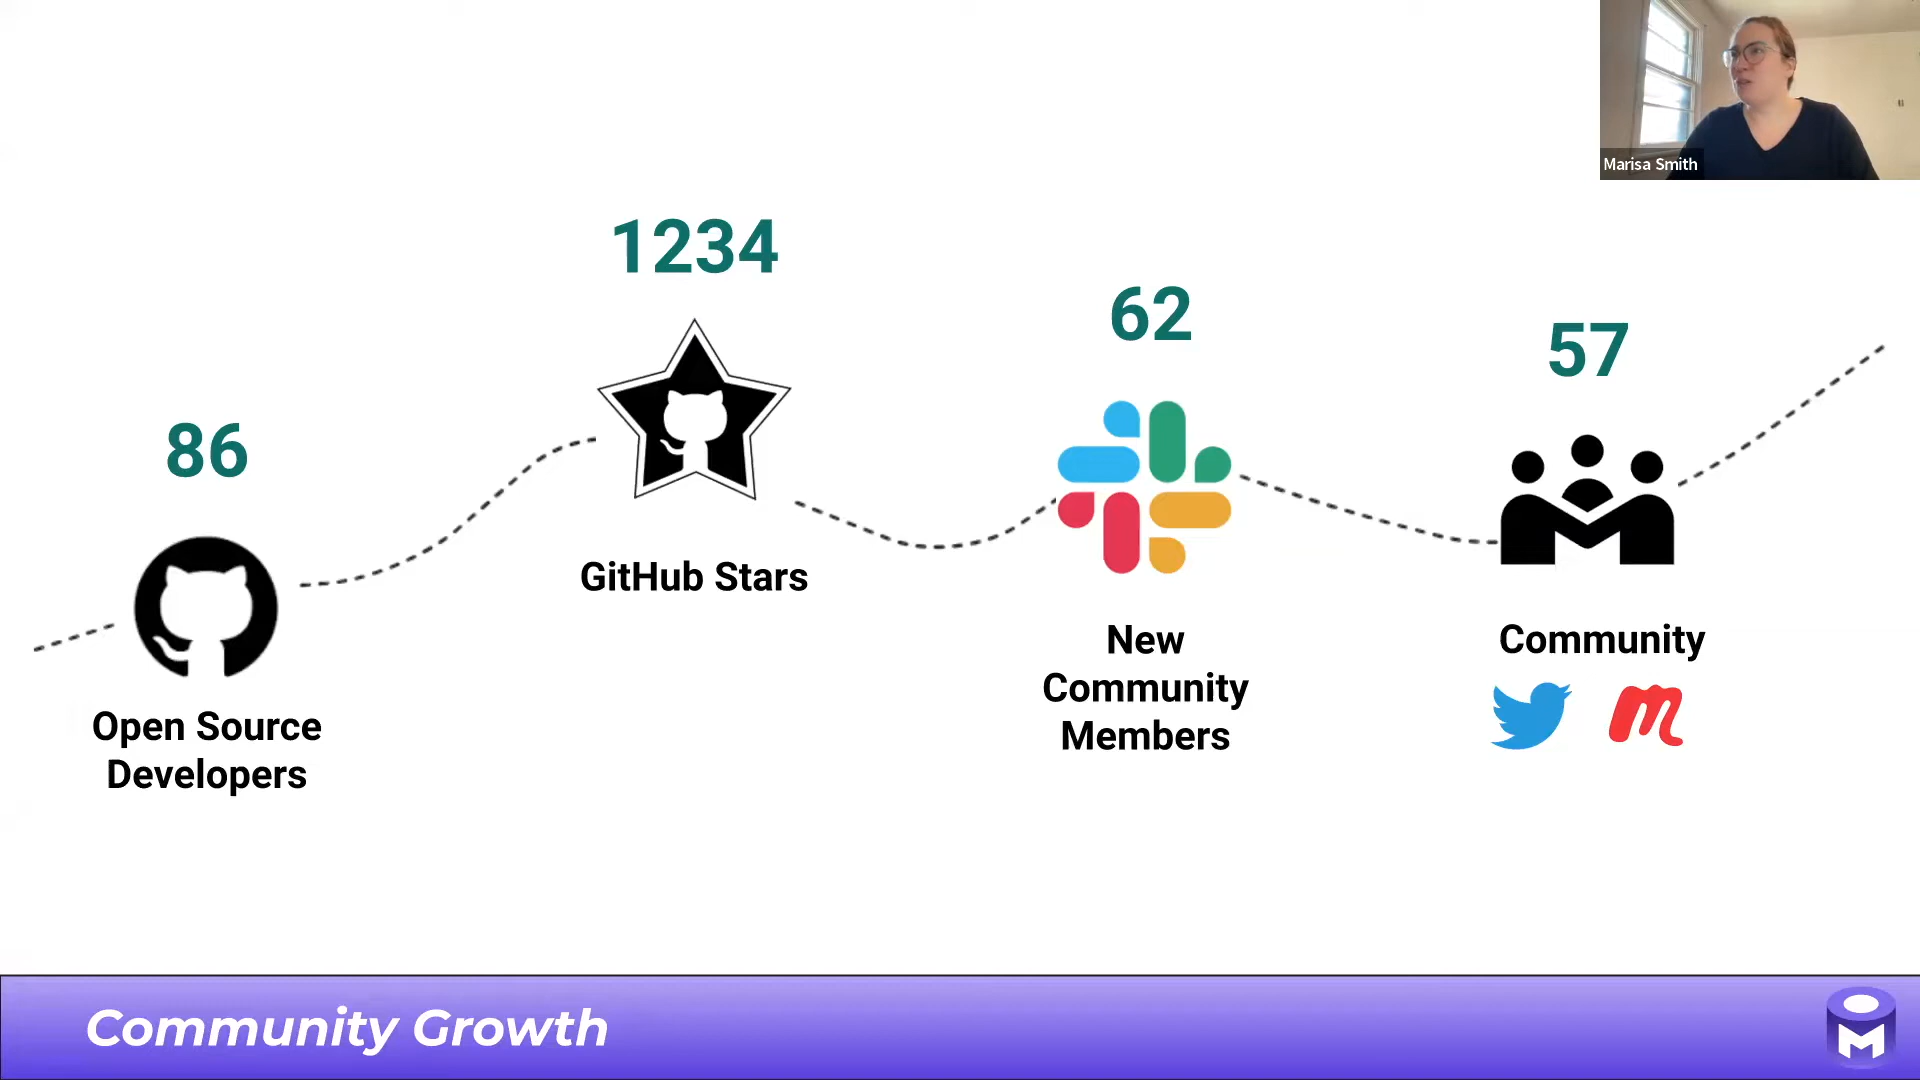 Marisa Smith
1234
62
57
86
GitHub Stars
New
Community
Members
Community
Open Source
Developers
Community Growth